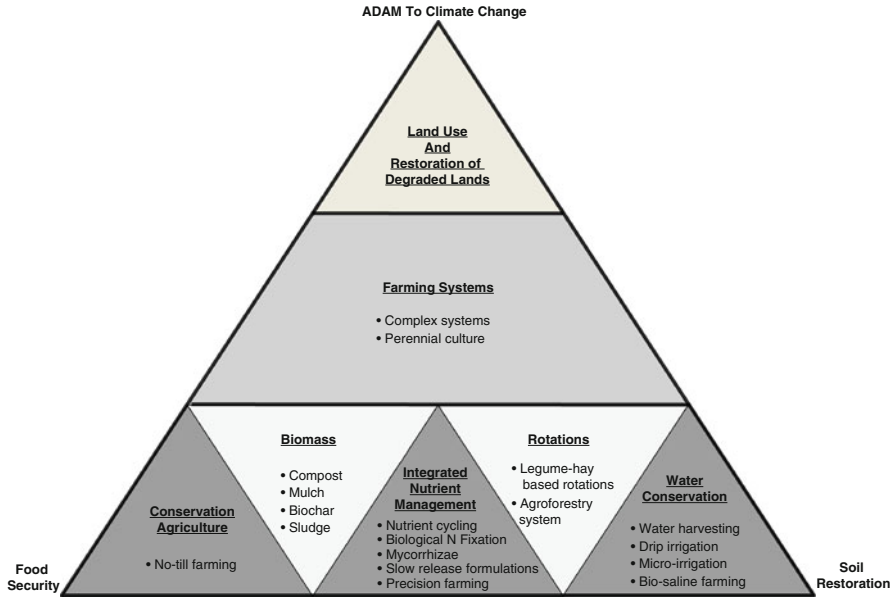 ADAM To Climate Change
Land Use
And
Restoration of
Degraded Lands
Farming Systems
• Complex systems
• Perennial culture
Biomass
• Compost
• Mulch
• Biochar
• Sludge
Rotations
• Legume-hay
based rotations
• Agroforestry
system
Conservation
Agriculture
• No-till farming
Integrated
Nutrient
Management
• Nutrient cycling
• Biological N Fixation
• Mycorrhizae
• Slow release formulations
• Precision farming
Water
Conservation
• Water harvesting
• Drip irrigation
• Micro-irrigation
• Bio-saline farming
Food
Security
Soil
Restoration